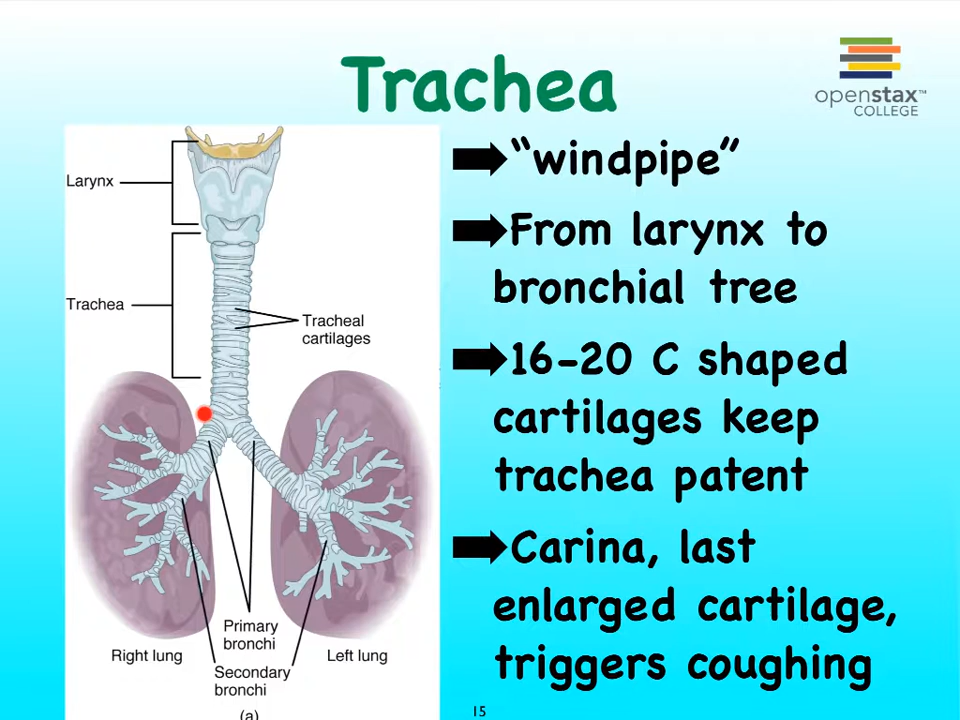 Trachea
openstax™
COLLEGE
Larynx
Trachea
Tracheal
cartilages
Primary
bronchi
Right lung
Left lung
Secondary
bronchi
(a)
"windpipe"
From larynx to
bronchial tree
16-20 C shaped
cartilages keep
trachea patent
Carina, last
enlarged cartilage,
triggers coughing
15